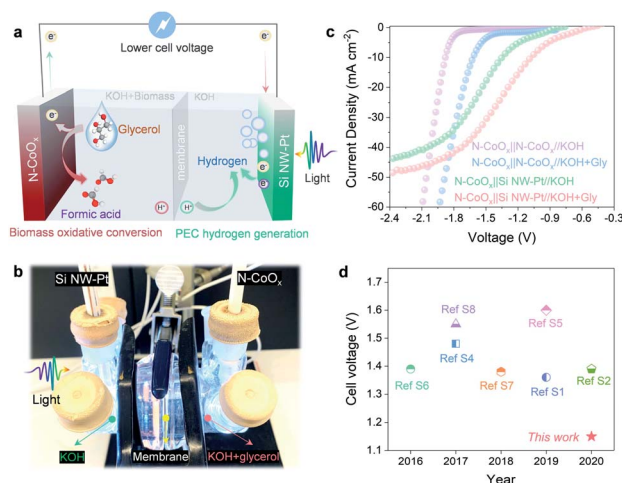 a
e⁻
Lower cell voltage
e⁻
KOH+Biomass
KOH
e⁻
Glycerol
N-CoOₓ
membrane
Hydrogen
Si NW-Pt
e
e
Light
Formic acid
H⁺
H⁺
Biomass oxidative conversion
PEC hydrogen generation
b
Si NW-Pt
N-CoOₓ
Light
KOH
Membrane
KOH+glycerol
c
Current Density (mA cm⁻²)
0
-10
-20
-30
-40
-50
-60
N-CoOₓ||N-CoOₓ//KOH
N-CoOₓ||N-CoOₓ//KOH+Gly
N-CoOₓ||Si NW-Pt//KOH
N-CoOₓ||Si NW-Pt//KOH+Gly
-2.4
-2.1
-1.8
-1.5
-1.2
-0.9
-0.6
-0.3
Voltage (V)
d
Cell voltage (V)
1.7
1.6
1.5
1.4
1.3
1.2
1.1
Ref S8
Ref S5
Ref S4
Ref S6
Ref S7
Ref S1
Ref S2
This work
2016
2017
2018
2019
2020
Year